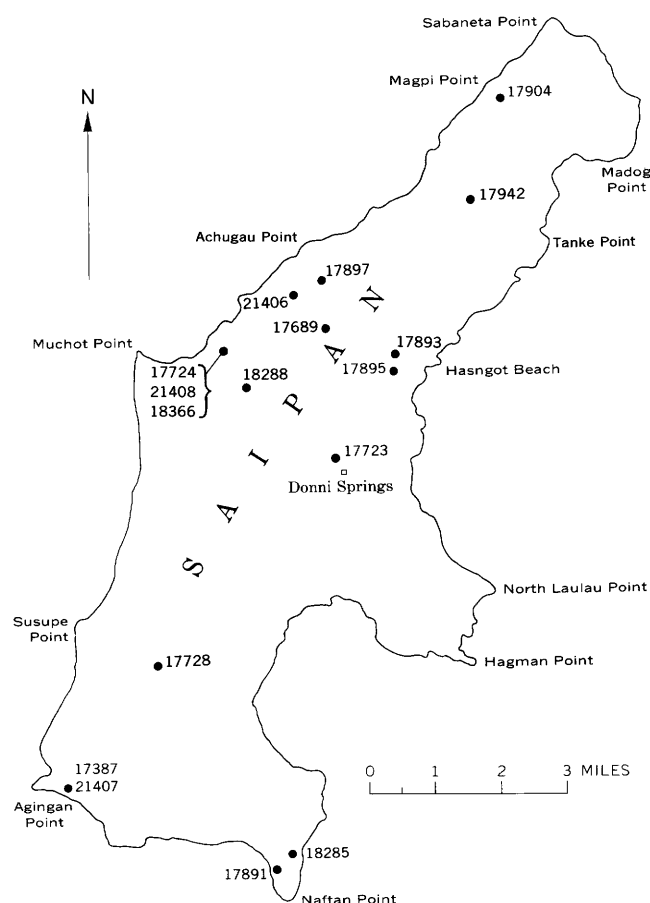 Sabaneta Point
Magpi Point
17904
N
Madog
Point
17942
Achugau Point
Tanke Point
17897
21406
17689
17893
Muchot Point
17895
Hasngot Beach
17724
21408
18366
18288
SAIPAN
17723
Donni Springs
North Laulau Point
Susupe
Point
Hagman Point
17728
17387
21407
0 1 2 3 MILES
Agingan
Point
18285
17891
Naftan Point